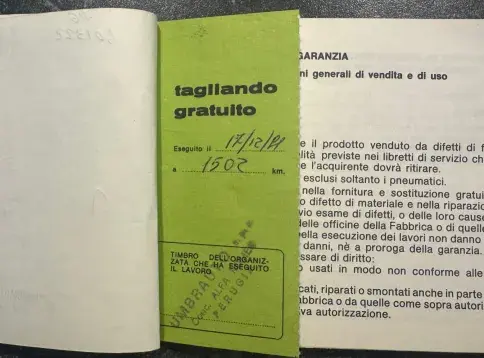 tagliando
gratuito
Eseguito il 17/12/81
a 1502 km.
TIMBRO DELL'ORGANIZ-
ZATA CHE HA ESEGUITO
IL LAVORO
PERUGIA
GARANZIA
ni generali di vendita e di uso
e il prodotto venduto da difetti di f
lità previste nei libretti di servizio ch
e l'acquirente dovrà ritirare.
esclusi soltanto i pneumatici.
nella fornitura e sostituzione gratui
o difetto di materiale e nella riparazio
vio esame di difetti, o delle loro cause
delle officine della Fabbrica o di quelle
ella esecuzione dei lavori non danno
danni, nè a proroga della garanzia.
ssare di diritto:
o usati in modo non conforme alle
cati, riparati o smontati anche in parte
abbrica o da quelle come sopra autori
va autorizzazione.